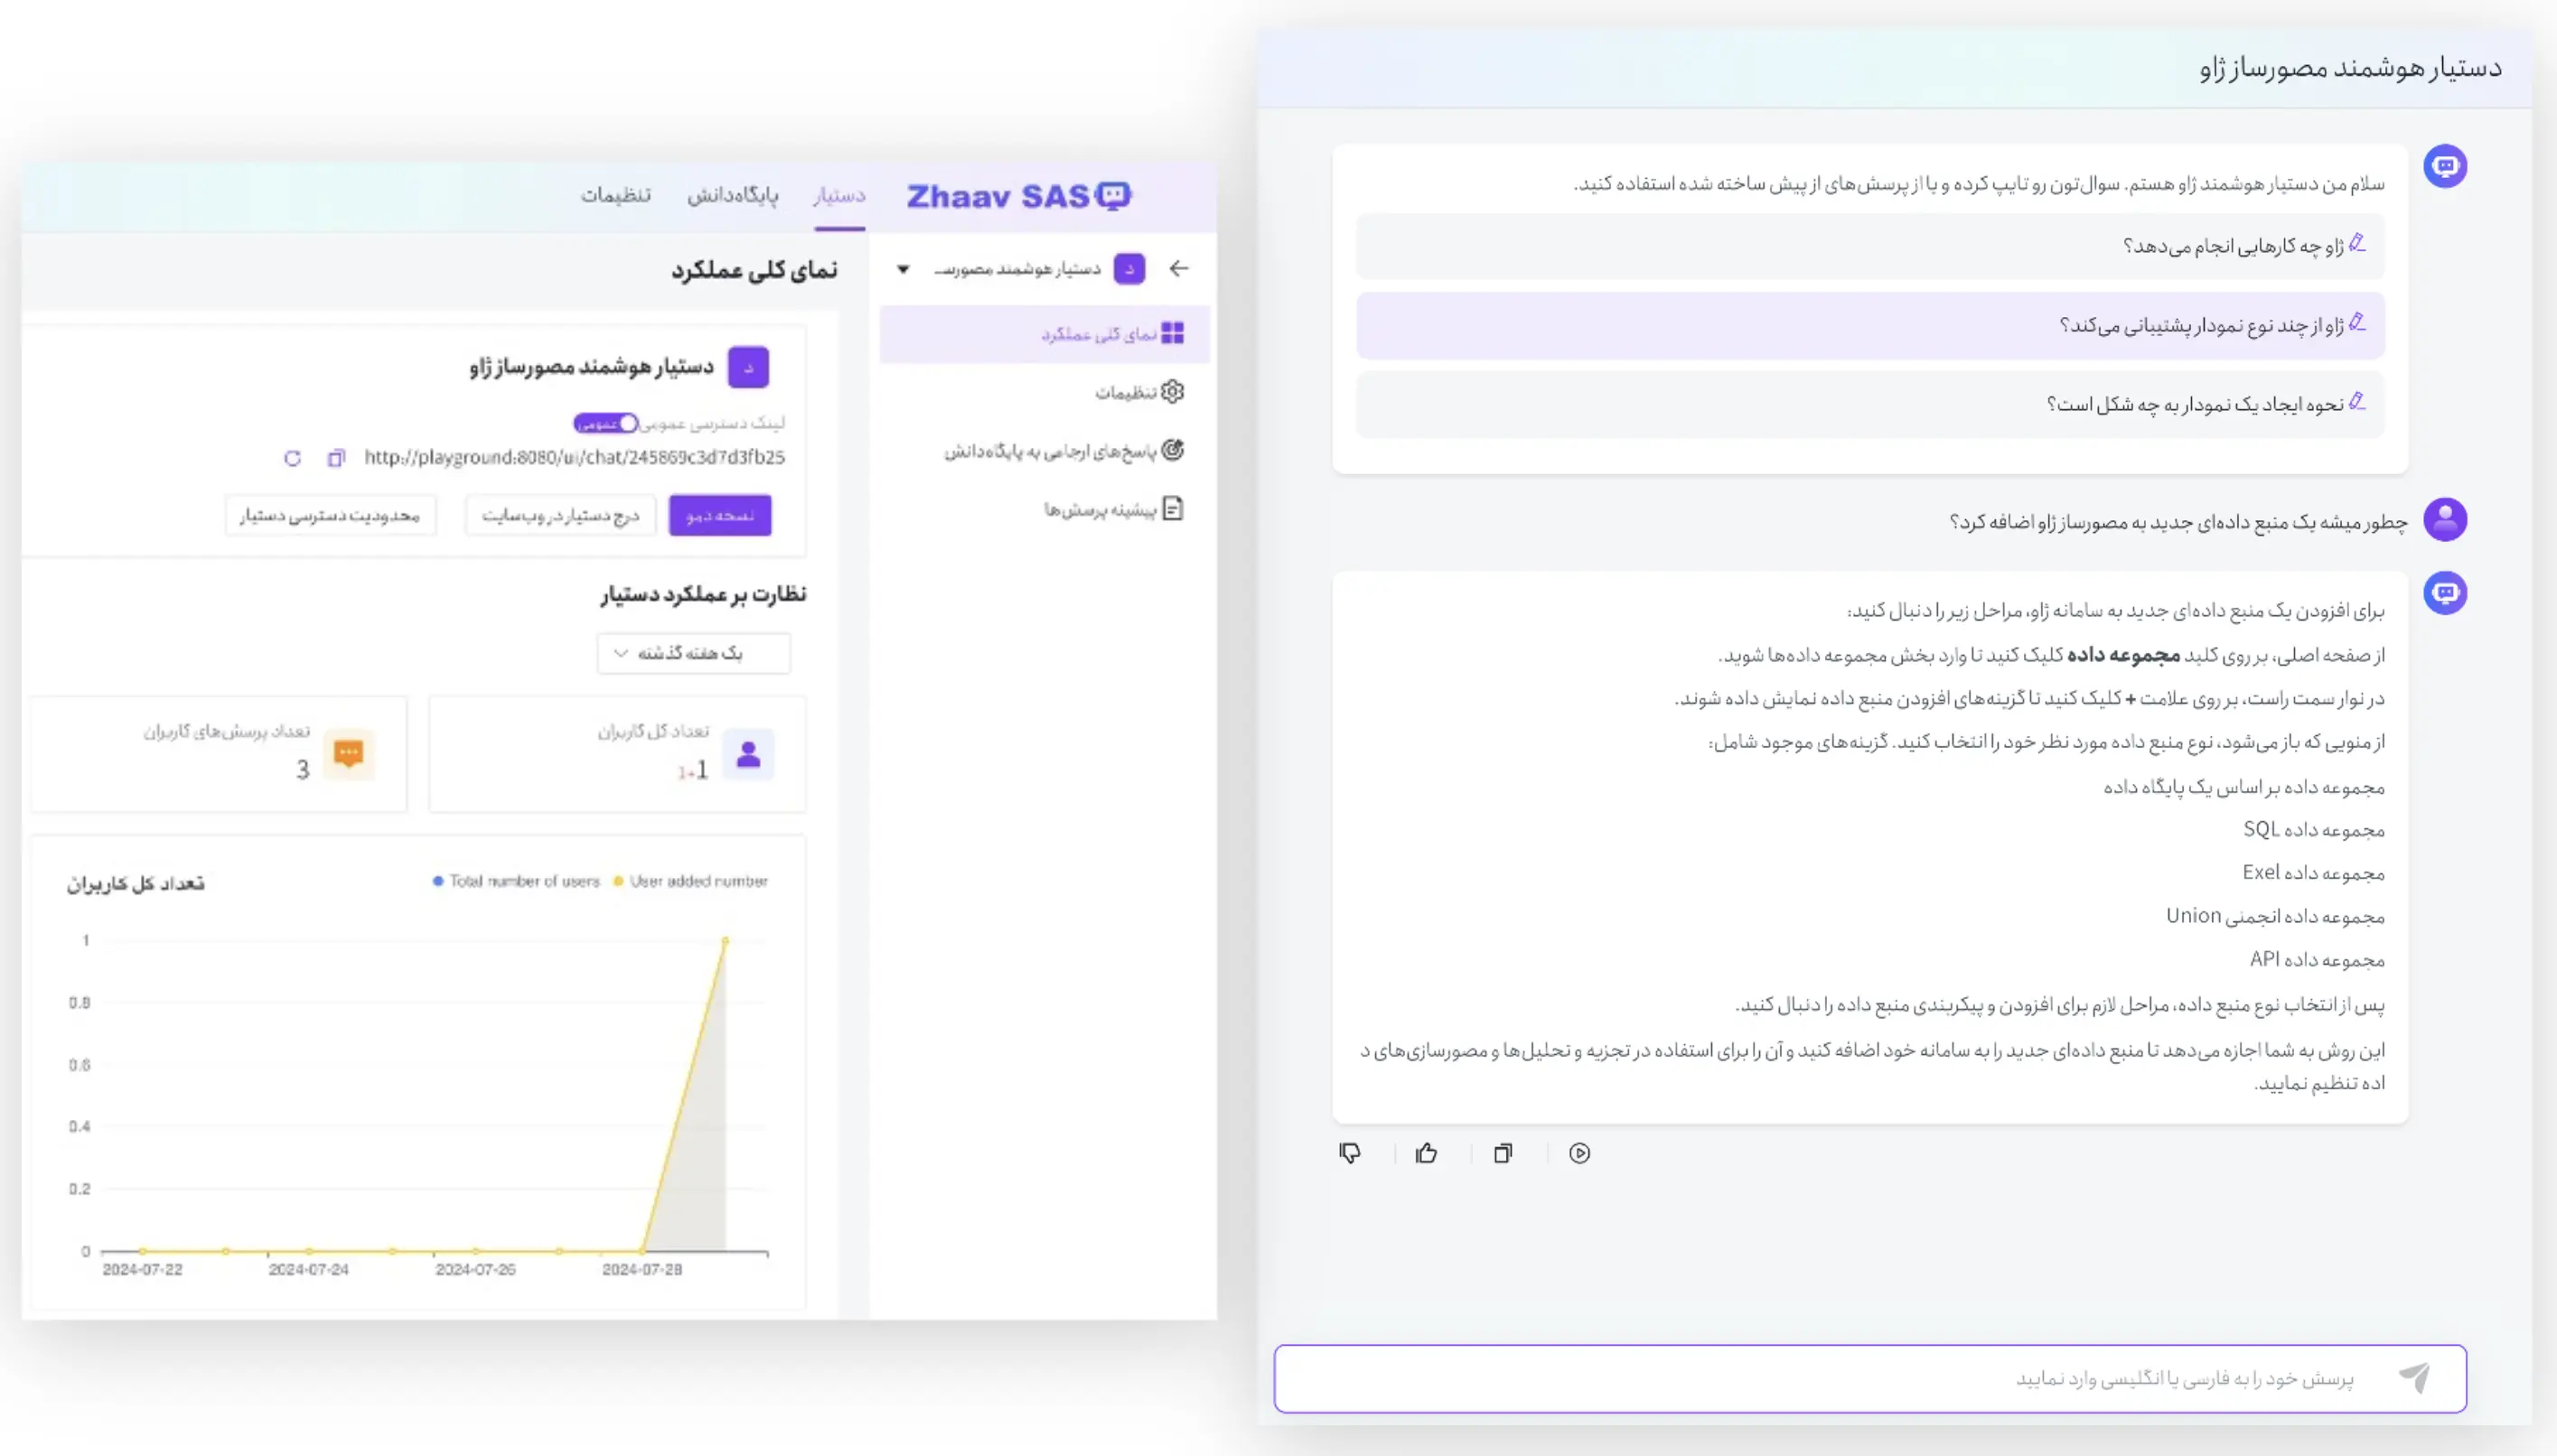 دستیار هوشمند مصورساز ژاو
سلام من دستیار هوشمند ژاو هستم. سوال‌تون رو تایپ کرده و یا از پرسش‌های از پیش ساخته شده استفاده کنید.
ژاو چه کارهایی انجام می‌دهد؟
ژاو از چند نوع نمودار پشتیبانی می‌کند؟
نحوه ایجاد یک نمودار به چه شکل است؟
چطور میشه یک منبع داده‌ای جدید به مصورساز ژاو اضافه کرد؟
برای افزودن یک منبع داده‌ای جدید به سامانه ژاو، مراحل زیر را دنبال کنید:
از صفحه اصلی، بر روی کلید مجموعه داده کلیک کنید تا وارد بخش مجموعه داده‌ها شوید.
در نوار سمت راست، بر روی علامت + کلیک کنید تا گزینه‌های افزودن منبع داده نمایش داده شوند.
از منویی که باز می‌شود، نوع منبع داده مورد نظر خود را انتخاب کنید. گزینه‌های موجود شامل:
مجموعه داده بر اساس یک پایگاه داده
مجموعه داده SQL
مجموعه داده Exel
مجموعه داده انجمنی Union
مجموعه داده API
پس از انتخاب نوع منبع داده، مراحل لازم برای افزودن و پیکربندی منبع داده را دنبال کنید.
این روش به شما اجازه می‌دهد تا منبع داده‌ای جدید را به سامانه خود اضافه کنید و آن را برای استفاده در تجزیه و تحلیل‌ها و مصورسازی‌های د
اده تنظیم نمایید.
پرسش خود را به فارسی یا انگلیسی وارد نمایید
Zhaav SAS
دستیار
پایگاه‌دانش
تنظیمات
د
دستیار هوشمند مصورسـ...
نمای کلی عملکرد
تنظیمات
پاسخ‌های ارجاعی به پایگاه‌دانش
پیشینه پرسش‌ها
نمای کلی عملکرد
د
دستیار هوشمند مصورساز ژاو
لینک دسترسی عمومی
عمومی
http://playground:8080/ui/chat/245869c3d7d3fb25
نسخه دمو
درج دستیار در وب‌سایت
محدودیت دسترسی دستیار
نظارت بر عملکرد دستیار
یک هفته گذشته
تعداد کل کاربران
1 1+
تعداد پرسش‌های کاربران
3
تعداد کل کاربران
Total number of users
User added number
1
0.8
0.6
0.4
0.2
0
2024-07-22
2024-07-24
2024-07-26
2024-07-28